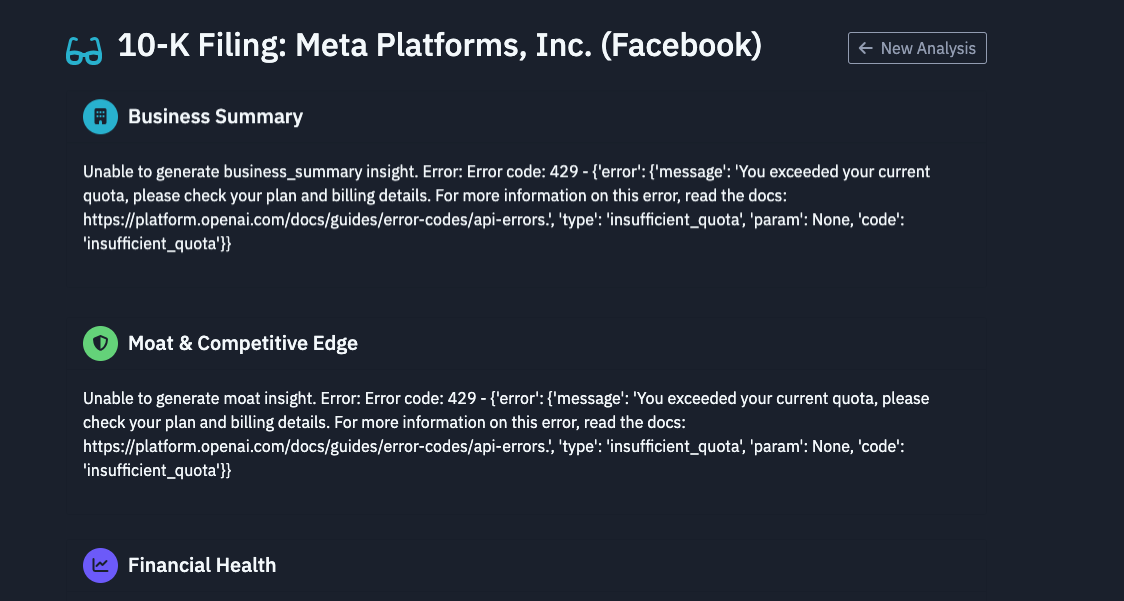 10-K Filing: Meta Platforms, Inc. (Facebook)
← New Analysis
Business Summary
Unable to generate business_summary insight. Error: Error code: 429 - {'error': {'message': 'You exceeded your current
quota, please check your plan and billing details. For more information on this error, read the docs:
https://platform.openai.com/docs/guides/error-codes/api-errors.', 'type': 'insufficient_quota', 'param': None, 'code':
'insufficient_quota'}}
Moat & Competitive Edge
Unable to generate moat insight. Error: Error code: 429 - {'error': {'message': 'You exceeded your current quota, please
check your plan and billing details. For more information on this error, read the docs:
https://platform.openai.com/docs/guides/error-codes/api-errors.', 'type': 'insufficient_quota', 'param': None, 'code':
'insufficient_quota'}}
Financial Health